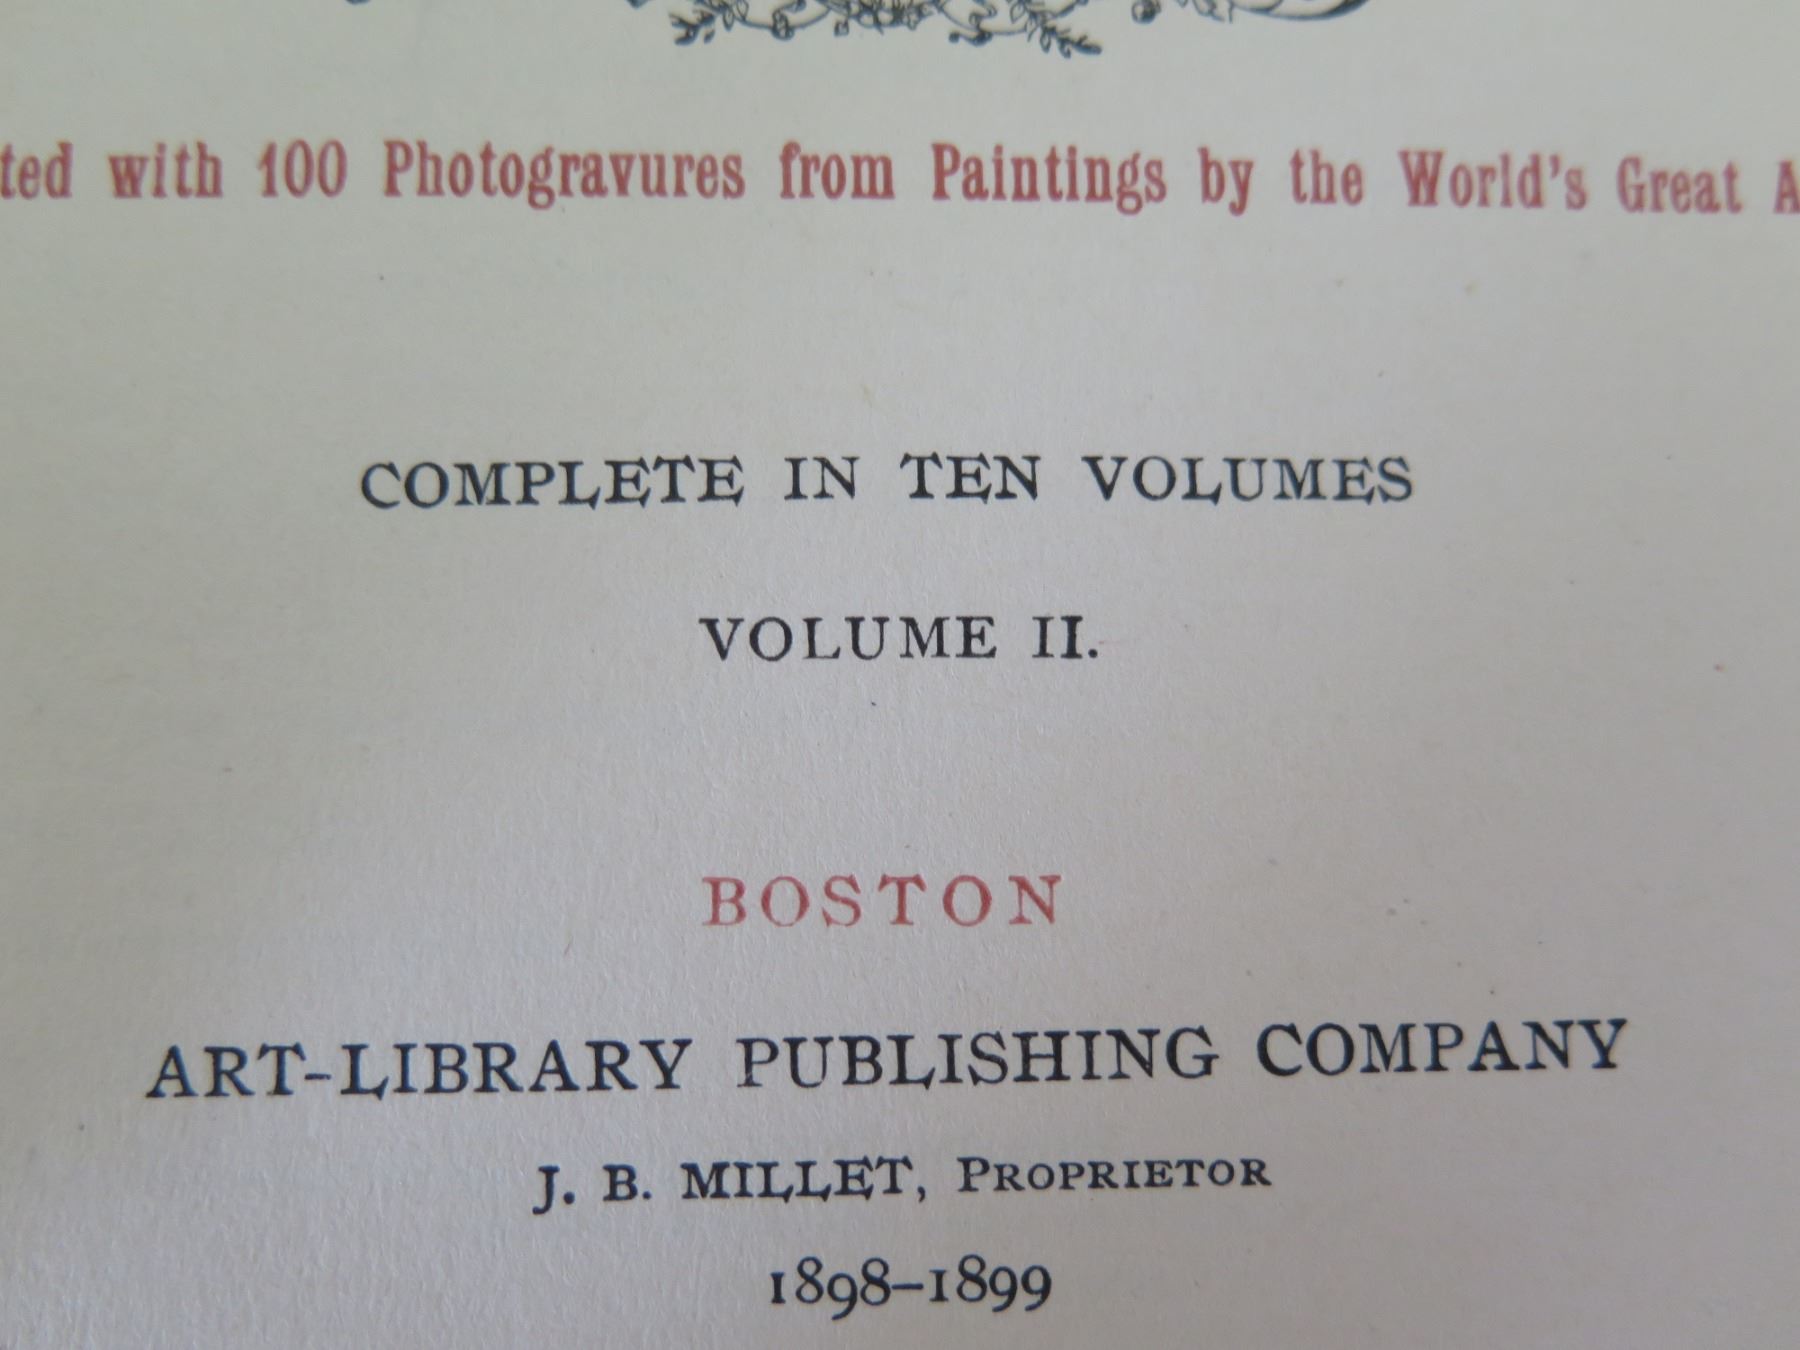 ted with 100 Photogravures from Paintings by the World's Great A
COMPLETE IN TEN VOLUMES
VOLUME II.
BOSTON
ART-LIBRARY PUBLISHING COMPANY
J. B. MILLET, PROPRIETOR
1898–1899